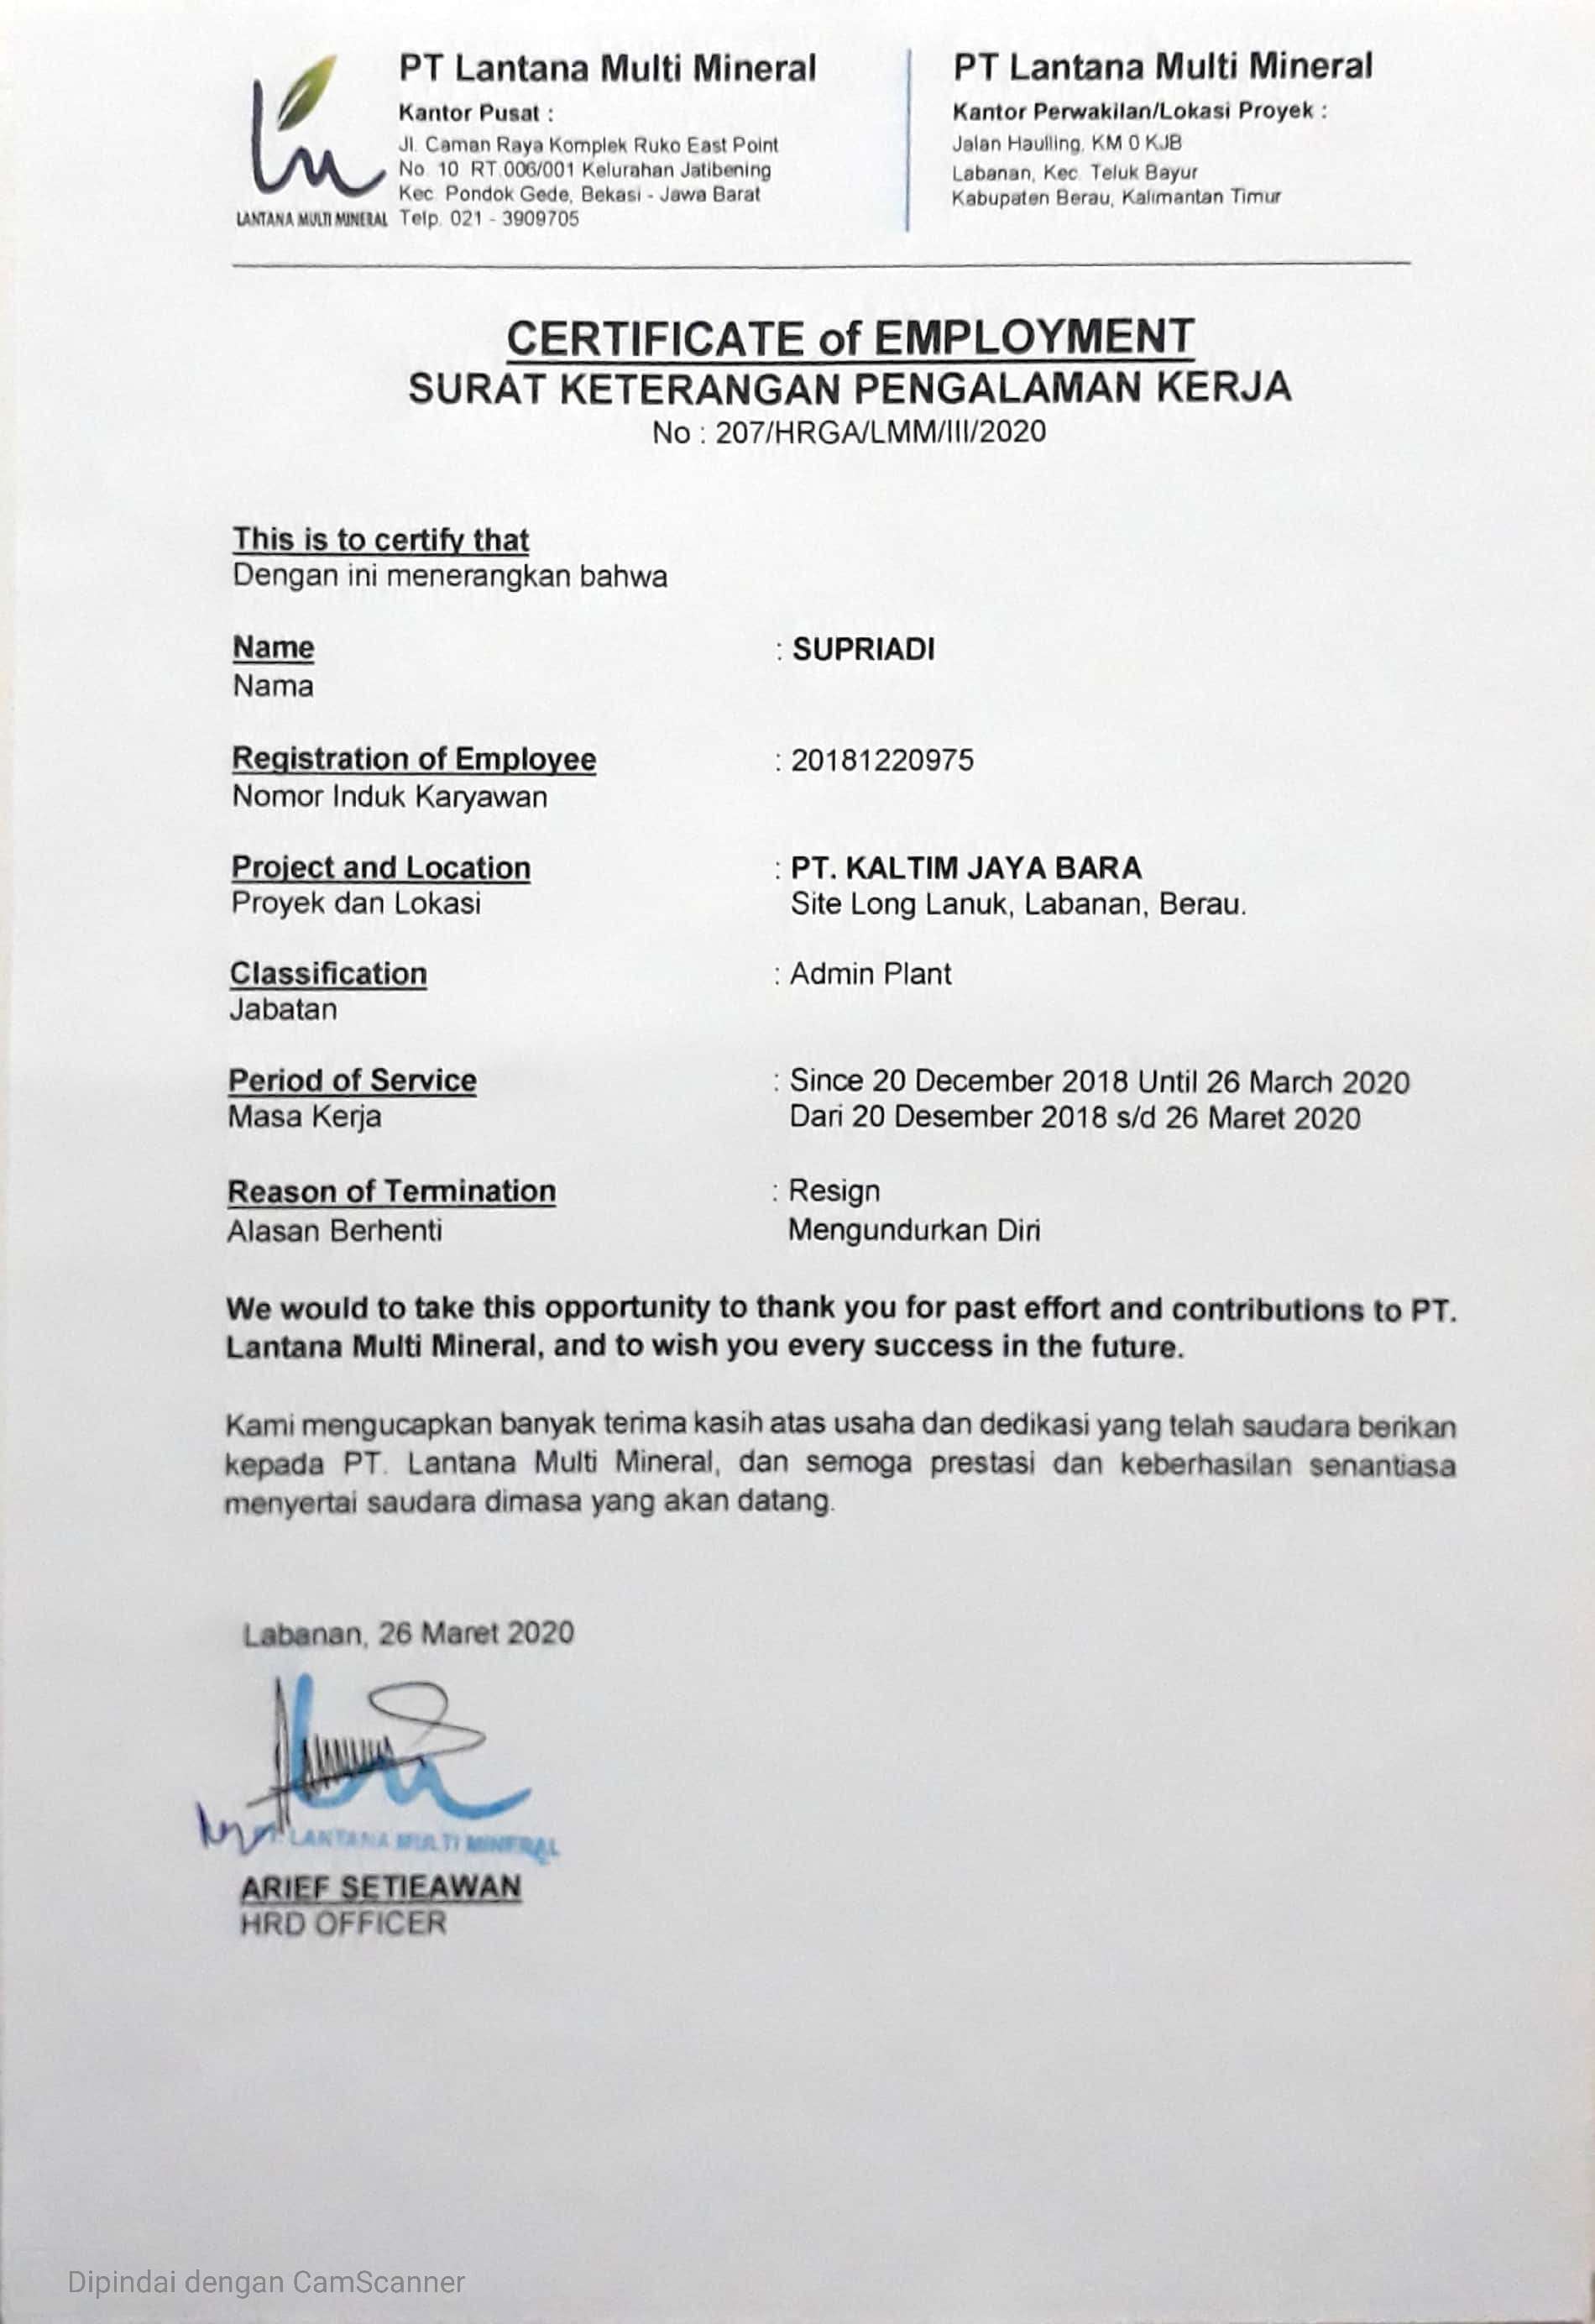 PT Lantana Multi Mineral
Kantor Pusat :
Jl. Caman Raya Komplek Ruko East Point
No. 10 RT.006/001 Kelurahan Jatibening
Kec. Pondok Gede, Bekasi - Jawa Barat
Telp. 021 - 3909705
LANTANA MULTI MINERAL
PT Lantana Multi Mineral
Kantor Perwakilan/Lokasi Proyek :
Jalan Haulling. KM 0 KJB
Labanan, Kec. Teluk Bayur
Kabupaten Berau, Kalimantan Timur
CERTIFICATE of EMPLOYMENT
SURAT KETERANGAN PENGALAMAN KERJA
No : 207/HRGA/LMM/III/2020
This is to certify that
Dengan ini menerangkan bahwa
Name : SUPRIADI
Nama
Registration of Employee : 20181220975
Nomor Induk Karyawan
Project and Location : PT. KALTIM JAYA BARA
Proyek dan Lokasi Site Long Lanuk, Labanan, Berau.
Classification : Admin Plant
Jabatan
Period of Service : Since 20 December 2018 Until 26 March 2020
Masa Kerja Dari 20 Desember 2018 s/d 26 Maret 2020
Reason of Termination : Resign
Alasan Berhenti Mengundurkan Diri
We would to take this opportunity to thank you for past effort and contributions to PT.
Lantana Multi Mineral, and to wish you every success in the future.
Kami mengucapkan banyak terima kasih atas usaha dan dedikasi yang telah saudara berikan
kepada PT. Lantana Multi Mineral, dan semoga prestasi dan keberhasilan senantiasa
menyertai saudara dimasa yang akan datang.
Labanan, 26 Maret 2020
LANTANA MULTI MINERAL
ARIEF SETIEAWAN
HRD OFFICER
Dipindai dengan CamScanner